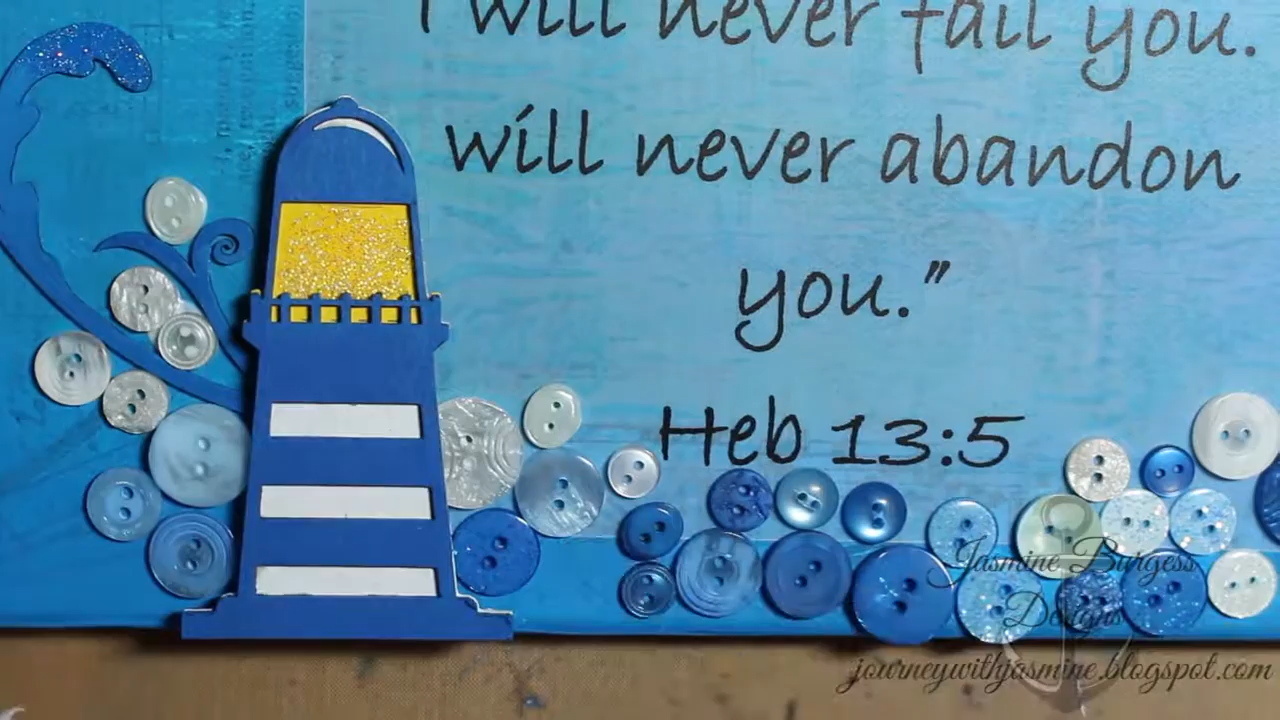 I will never fail you.
will never abandon
you.”
Heb 13:5
Jasmine Burgess
Designs
journeywithjasmine.blogspot.com